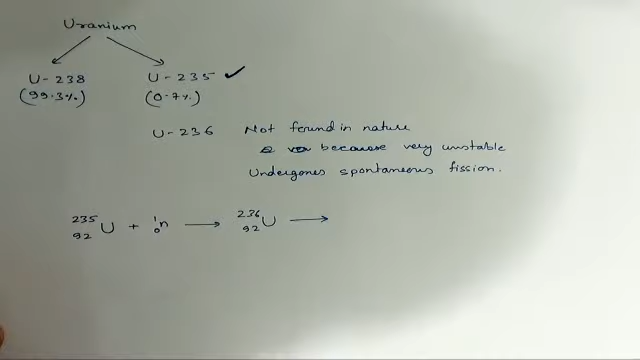 Uranium
U-238 U-235 ✓
(99.3%) (0.7%)
U-236 Not found in nature
because very unstable
Undergoes spontaneous fission.
²³⁵₉₂U + ¹₀n → ²³⁶₉₂U →